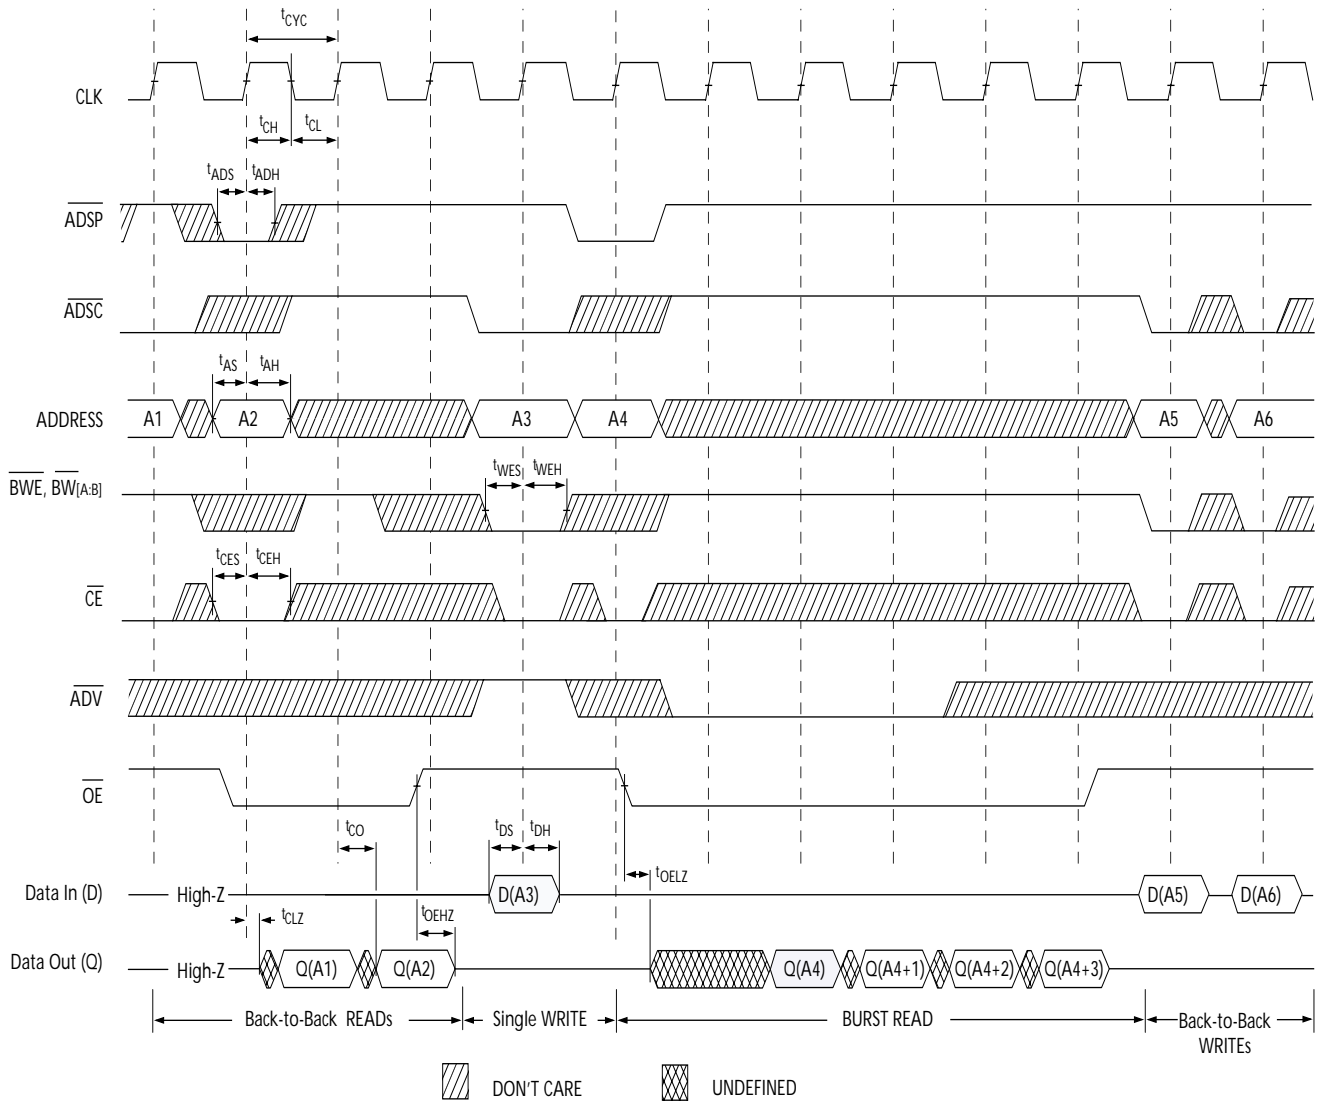 tCYC
CLK
tCH tCL
tADS tADH
ADSP
ADSC
tAS tAH
ADDRESS A1 A2 A3 A4 A5 A6
BWE, BW[A:B] tWES tWEH
tCES tCEH
CE
ADV
OE
tCO tDS tDH
tOELZ
Data In (D) High-Z D(A3) D(A5) D(A6)
tCLZ tOEHZ
Data Out (Q) High-Z Q(A1) Q(A2) Q(A4) Q(A4+1) Q(A4+2) Q(A4+3)
Back-to-Back READs Single WRITE BURST READ Back-to-Back
WRITEs
DON'T CARE UNDEFINED